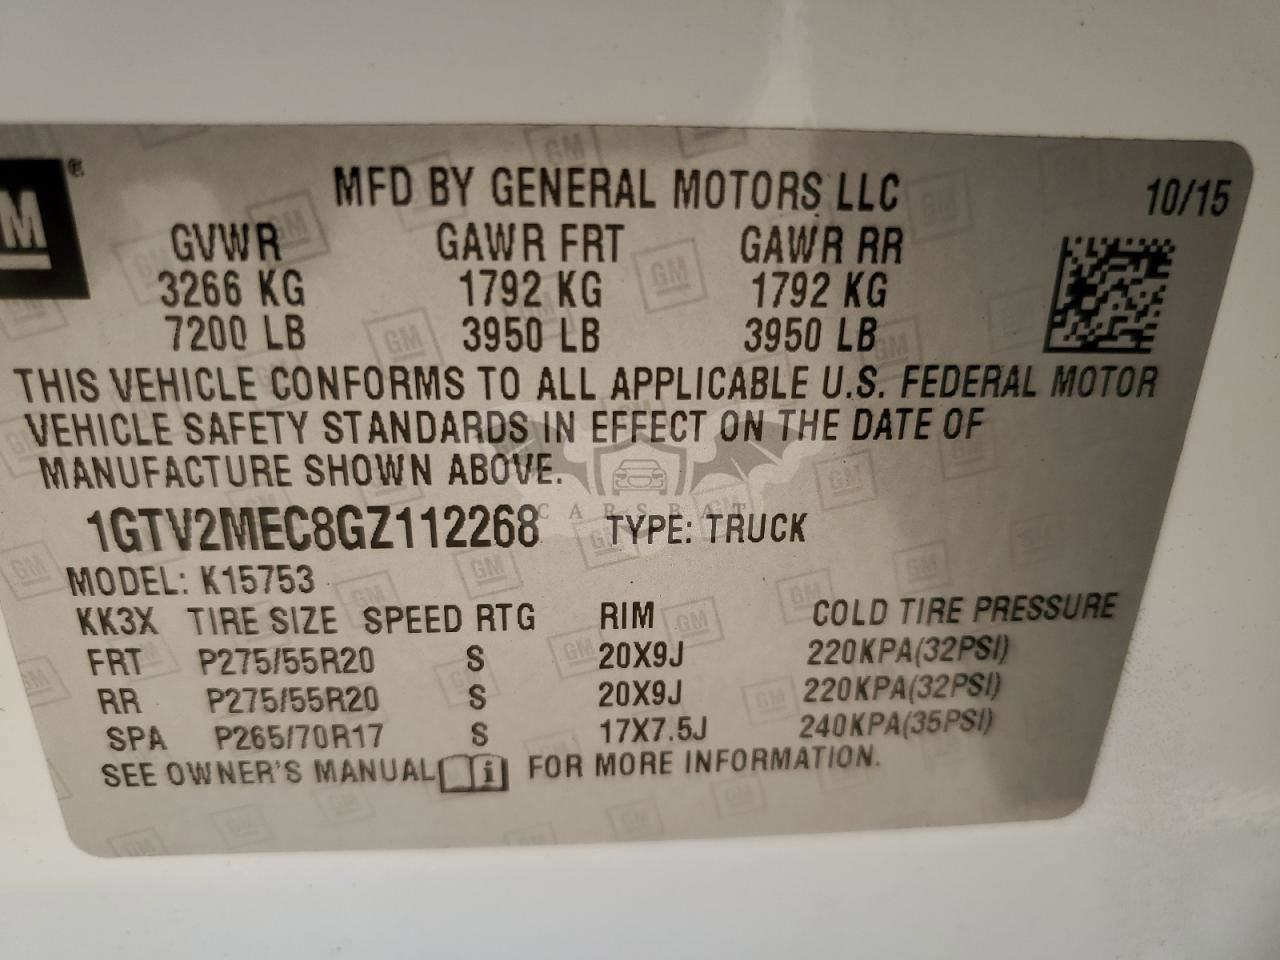 M ®
MFD BY GENERAL MOTORS LLC 10/15
GVWR GAWR FRT GAWR RR
3266 KG 1792 KG 1792 KG
7200 LB 3950 LB 3950 LB
THIS VEHICLE CONFORMS TO ALL APPLICABLE U.S. FEDERAL MOTOR
VEHICLE SAFETY STANDARDS IN EFFECT ON THE DATE OF
MANUFACTURE SHOWN ABOVE.
CARSBAT
1GTV2MEC8GZ112268 TYPE: TRUCK
MODEL: K15753
KK3X TIRE SIZE SPEED RTG RIM COLD TIRE PRESSURE
FRT P275/55R20 S 20X9J 220KPA(32PSI)
RR P275/55R20 S 20X9J 220KPA(32PSI)
SPA P265/70R17 S 17X7.5J 240KPA(35PSI)
SEE OWNER'S MANUAL i FOR MORE INFORMATION.